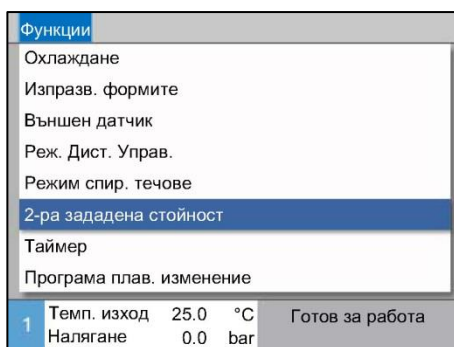 Функции
Охлаждане
Изпразв. формите
Външен датчик
Реж. Дист. Управ.
Режим спир. течове
2-ра зададена стойност
Таймер
Програма плав. изменение
1 Темп. изход 25.0 °C Готов за работа
Налягане 0.0 bar